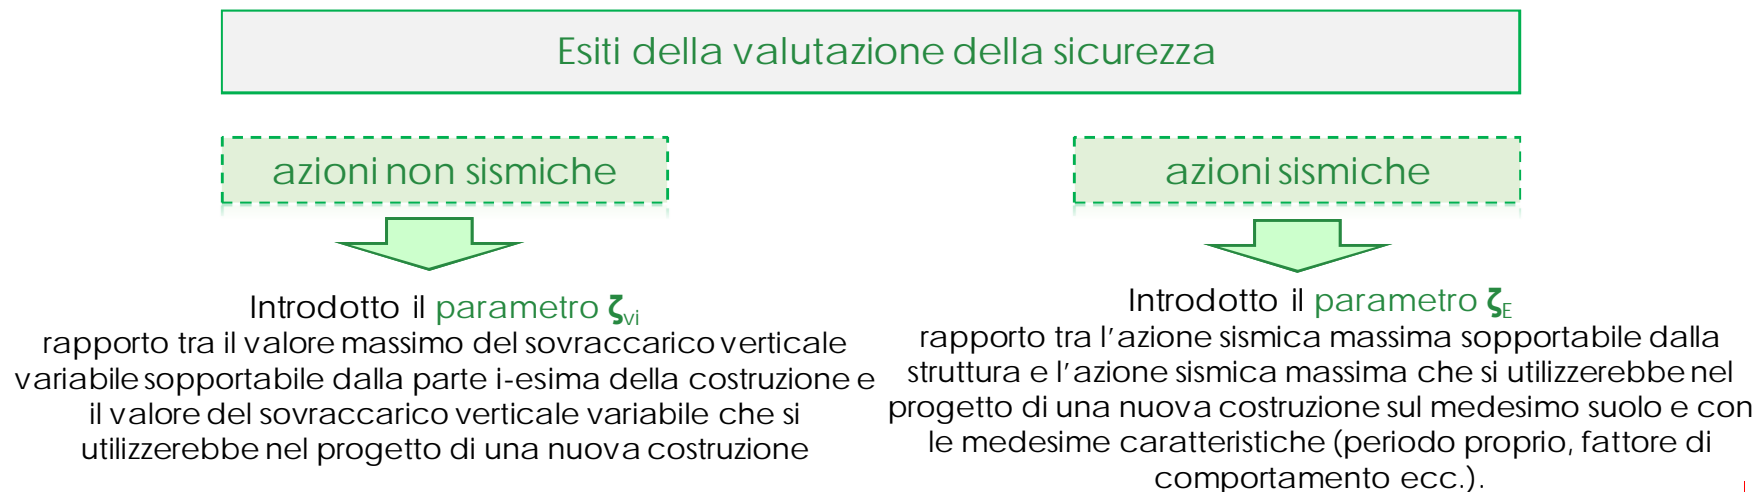 Esiti della valutazione della sicurezza
azioni non sismiche
Introdotto il parametro ζvi
rapporto tra il valore massimo del sovraccarico verticale
variabile sopportabile dalla parte i-esima della costruzione e
il valore del sovraccarico verticale variabile che si
utilizzerebbe nel progetto di una nuova costruzione
azioni sismiche
Introdotto il parametro ζE
rapporto tra l’azione sismica massima sopportabile dalla
struttura e l’azione sismica massima che si utilizzerebbe nel
progetto di una nuova costruzione sul medesimo suolo e con
le medesime caratteristiche (periodo proprio, fattore di
comportamento ecc.).